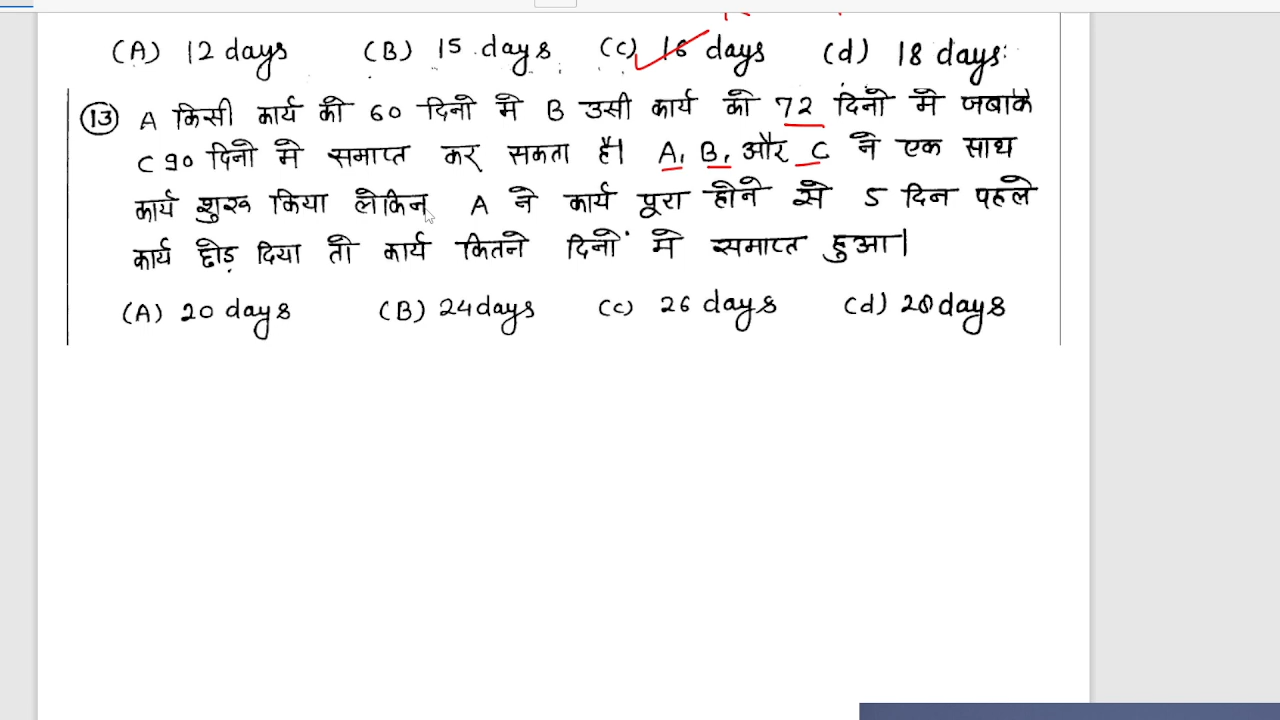 (A) 12 days (B) 15 days (C) 16 days (d) 18 days
(13) A किसी कार्य को 60 दिनो मे B उसी कार्य को 72 दिनो मे जबकि
C 90 दिनो मे समाप्त कर सकता है। A, B, और C ने एक साथ
कार्य शुरू किया लेकिन A ने कार्य पूरा होने से 5 दिन पहले
कार्य छोड़ दिया तो कार्य कितने दिनों मे समाप्त हुआ।
(A) 20 days (B) 24 days (C) 26 days (d) days